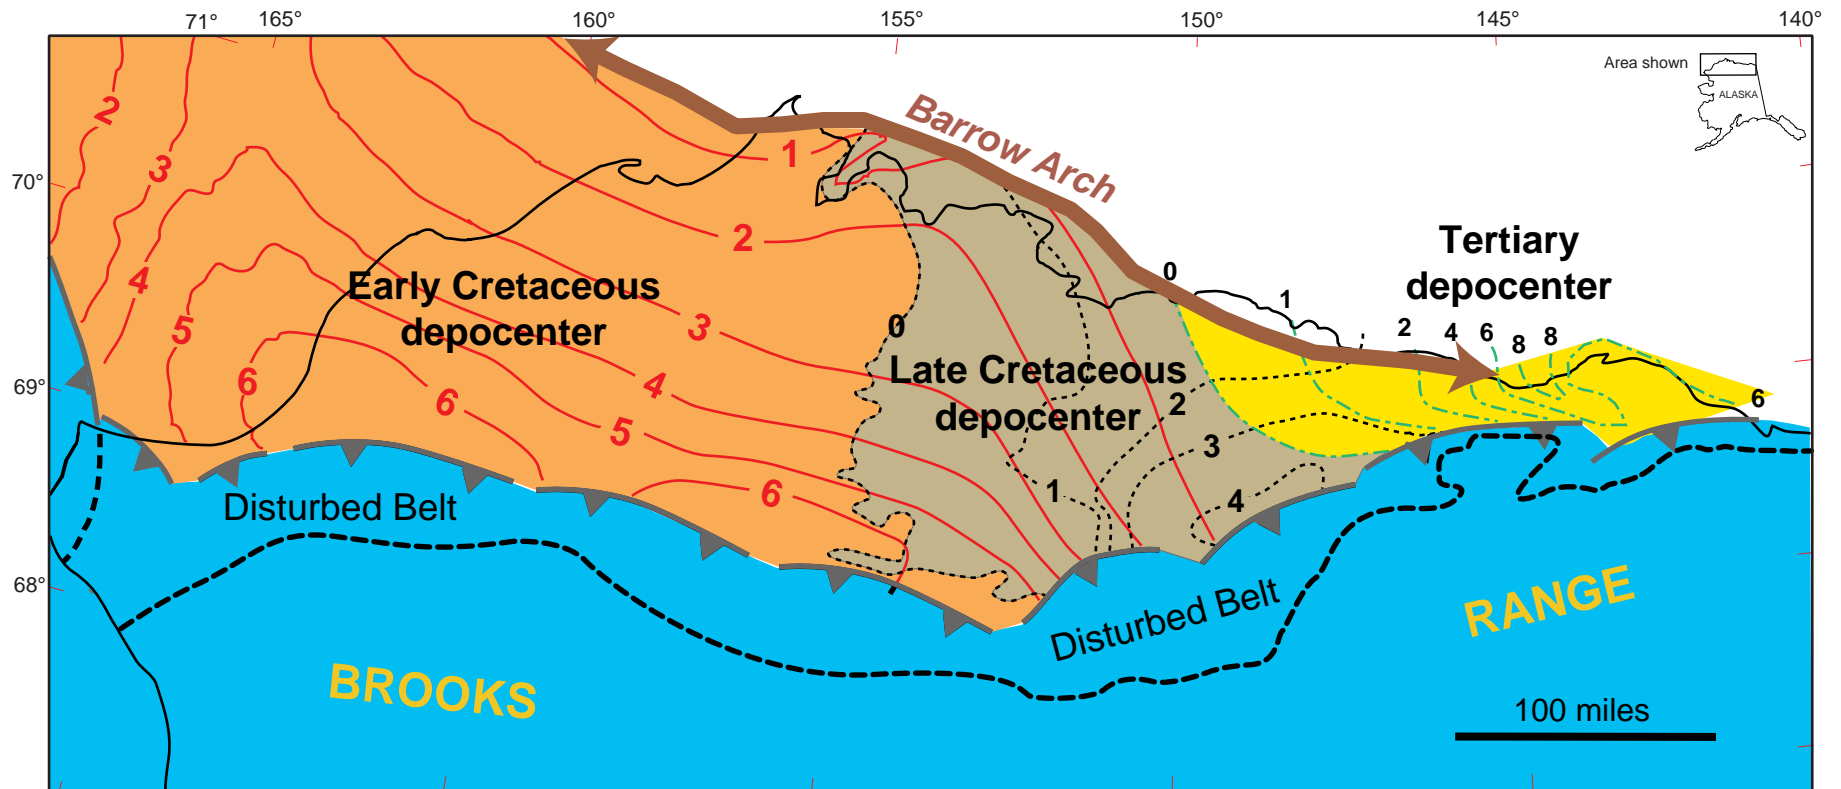 71° 165° 160° 155° 150° 145° 140°
Area shown
ALASKA
2
Barrow Arch
3
1
70°
2
Tertiary
depocenter
0
4
Early Cretaceous
depocenter
1
5
3
0
2 4 6 8 8
Late Cretaceous
depocenter
69°
6
6
4
2
6
5
3
6
1
4
Disturbed Belt
68°
Disturbed Belt
RANGE
BROOKS
100 miles